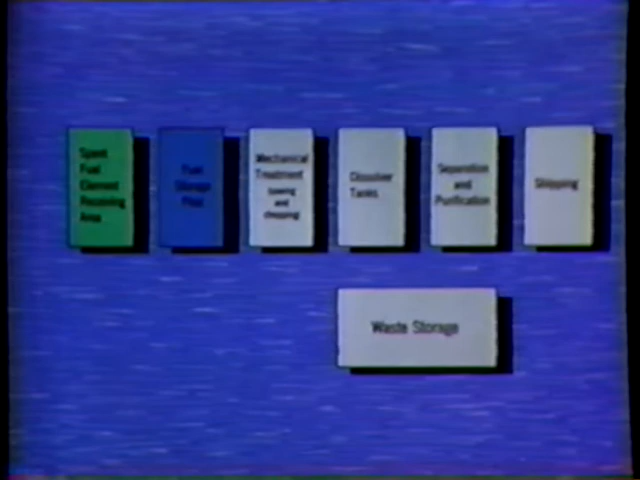 Spent
Fuel
Element
Receiving
Area
Fuel
Storage
Pool
Mechanical
Treatment
(sawing
and
chopping)
Dissolver
Tanks
Separation
and
Purification
Shipping
Waste Storage